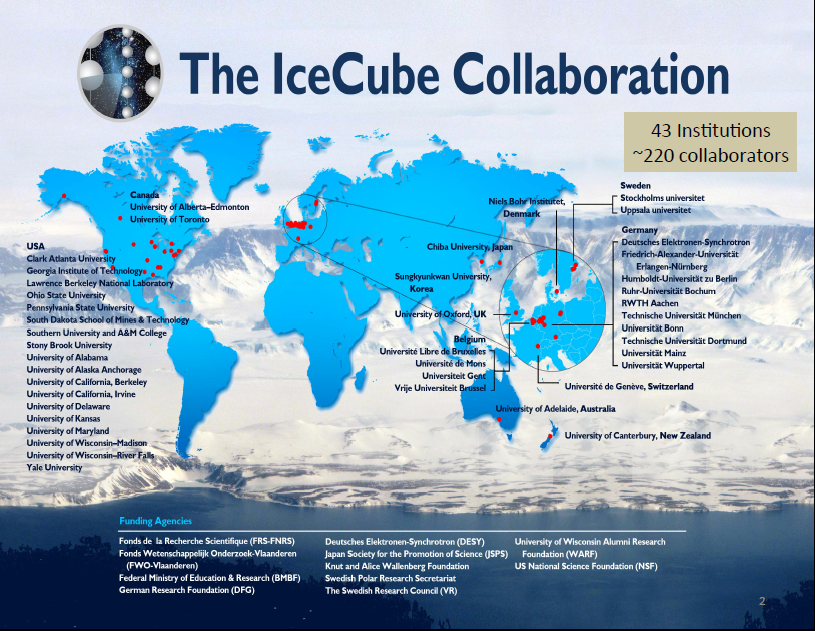 The IceCube Collaboration
43 Institutions
~220 collaborators
Canada
University of Alberta–Edmonton
University of Toronto
USA
Clark Atlanta University
Georgia Institute of Technology
Lawrence Berkeley National Laboratory
Ohio State University
Pennsylvania State University
South Dakota School of Mines & Technology
Southern University and A&M College
Stony Brook University
University of Alabama
University of Alaska Anchorage
University of California, Berkeley
University of California, Irvine
University of Delaware
University of Kansas
University of Maryland
University of Wisconsin–Madison
University of Wisconsin–River Falls
Yale University
Niels Bohr Institutet,
Denmark
Chiba University, Japan
Sungkyunkwan University,
Korea
University of Oxford, UK
Belgium
Université Libre de Bruxelles
Université de Mons
Universiteit Gent
Vrije Universiteit Brussel
Sweden
Stockholms universitet
Uppsala universitet
Germany
Deutsches Elektronen-Synchrotron
Friedrich-Alexander-Universität
Erlangen-Nürnberg
Humboldt-Universität zu Berlin
Ruhr-Universität Bochum
RWTH Aachen
Technische Universität München
Universität Bonn
Technische Universität Dortmund
Universität Mainz
Universität Wuppertal
Université de Genève, Switzerland
University of Adelaide, Australia
University of Canterbury, New Zealand
Funding Agencies
Fonds de la Recherche Scientifique (FRS-FNRS)
Fonds Wetenschappelijk Onderzoek-Vlaanderen
(FWO-Vlaanderen)
Federal Ministry of Education & Research (BMBF)
German Research Foundation (DFG)
Deutsches Elektronen-Synchrotron (DESY)
Japan Society for the Promotion of Science (JSPS)
Knut and Alice Wallenberg Foundation
Swedish Polar Research Secretariat
The Swedish Research Council (VR)
University of Wisconsin Alumni Research
Foundation (WARF)
US National Science Foundation (NSF)
2